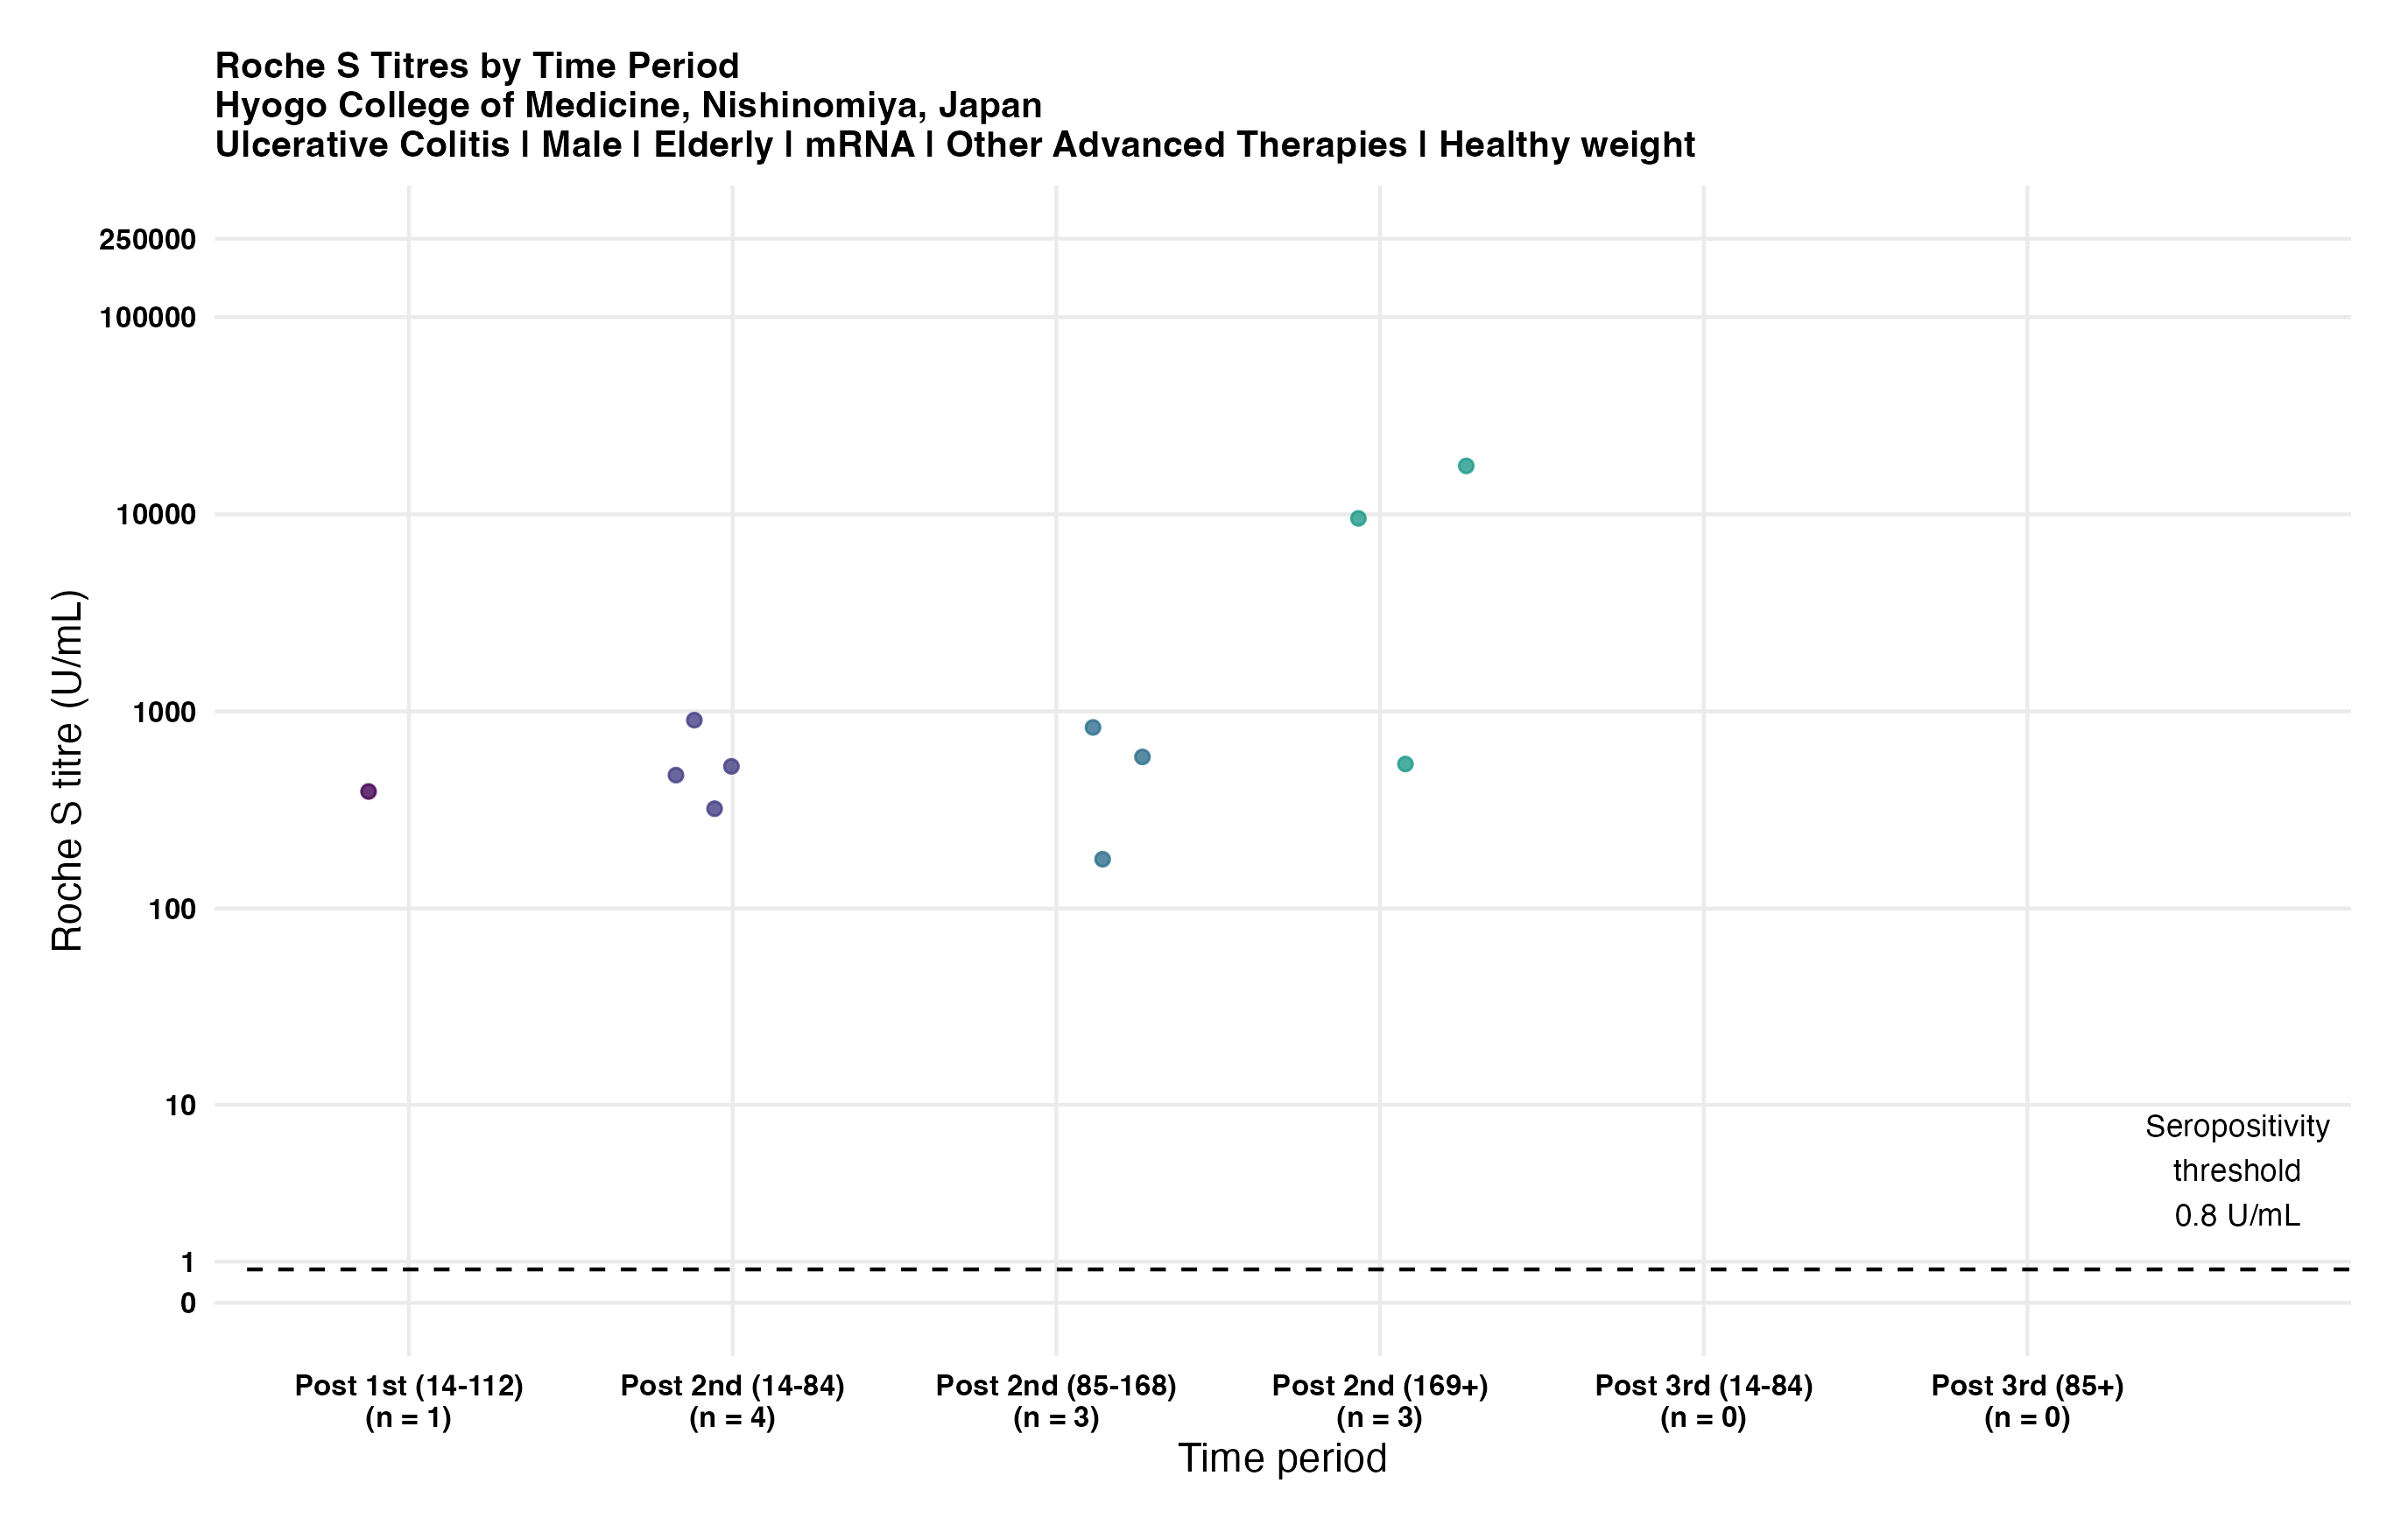 Roche S Titres by Time Period
Hyogo College of Medicine, Nishinomiya, Japan
Ulcerative Colitis | Male | Elderly | mRNA | Other Advanced Therapies | Healthy weight
250000
100000
10000
1000
100
10
1
0
Roche S titre (U/mL)
Seropositivity
threshold
0.8 U/mL
Post 1st (14-112)
(n = 1)
Post 2nd (14-84)
(n = 4)
Post 2nd (85-168)
(n = 3)
Post 2nd (169+)
(n = 3)
Post 3rd (14-84)
(n = 0)
Post 3rd (85+)
(n = 0)
Time period